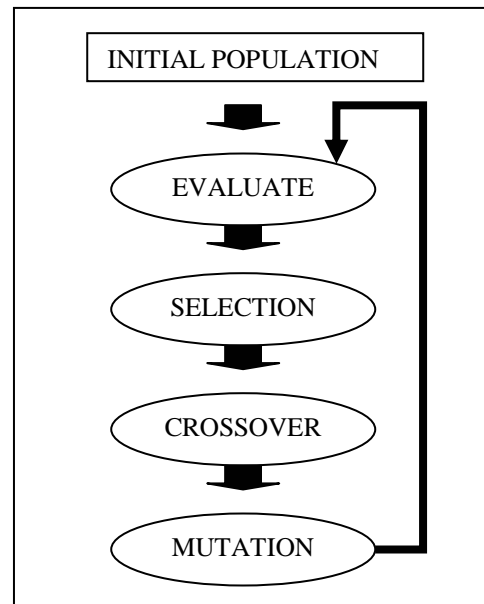 INITIAL POPULATION
EVALUATE
SELECTION
CROSSOVER
MUTATION